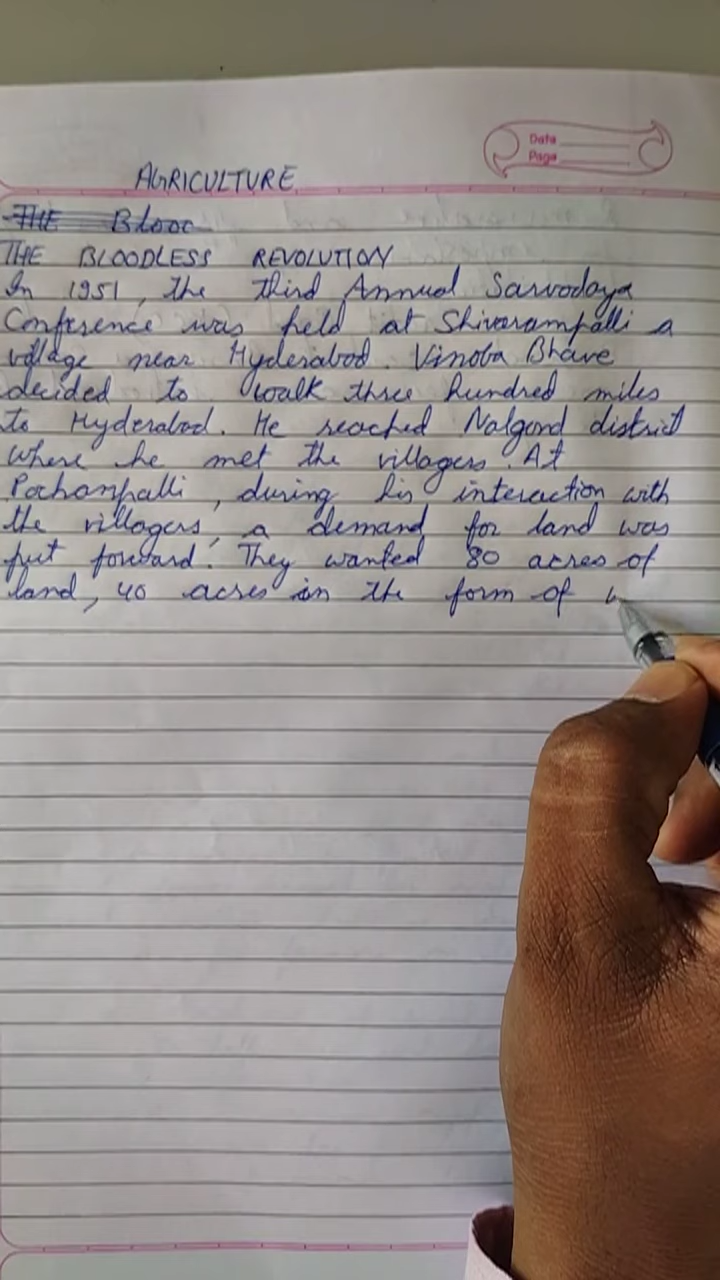 Date
Page
AGRICULTURE
THE Blooc
THE BLOODLESS REVOLUTION
In 1951, the third Annual Sarvodaya
Conference was held at Shivarampalli a
village near Hyderabad. Vinoba Bhave
decided to walk three hundred miles
to Hyderabad. He reached Nalgond district
where he met the villagers. At
Pochampalli, during his interaction with
the villagers, a demand for land was
put forward. They wanted 80 acres of
land, 40 acres in the form of